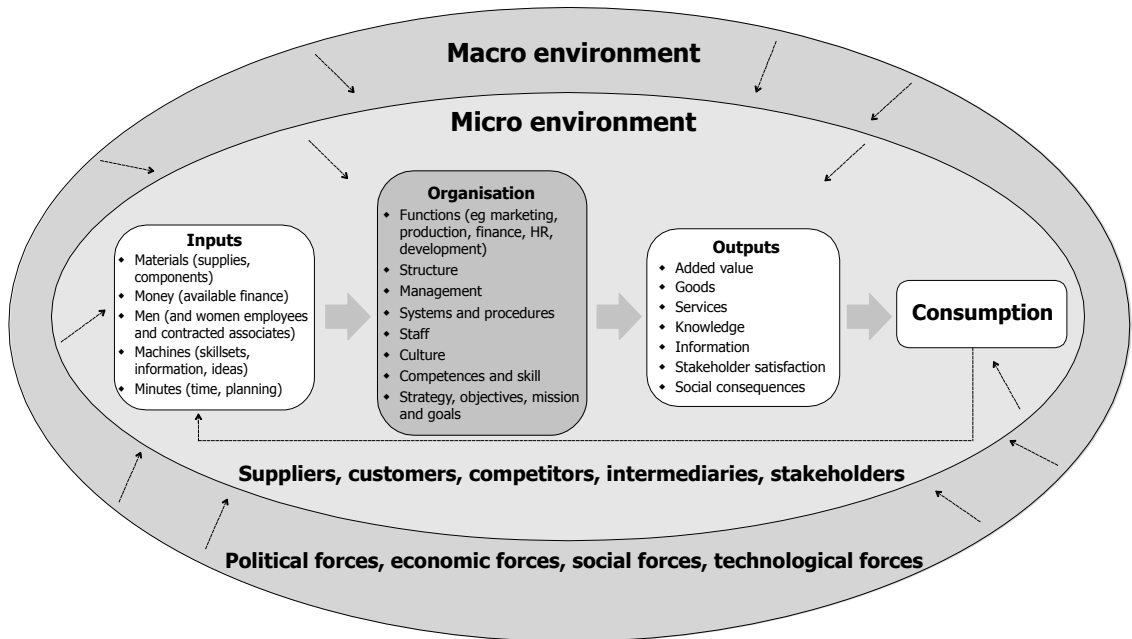 Macro environment
Micro environment
Inputs
◆ Materials (supplies,
components)
◆ Money (available finance)
◆ Men (and women employees
and contracted associates)
◆ Machines (skillsets,
information, ideas)
◆ Minutes (time, planning)
Organisation
◆ Functions (eg marketing,
production, finance, HR,
development)
◆ Structure
◆ Management
◆ Systems and procedures
◆ Staff
◆ Culture
◆ Competences and skill
◆ Strategy, objectives, mission
and goals
Outputs
◆ Added value
◆ Goods
◆ Services
◆ Knowledge
◆ Information
◆ Stakeholder satisfaction
◆ Social consequences
Consumption
Suppliers, customers, competitors, intermediaries, stakeholders
Political forces, economic forces, social forces, technological forces